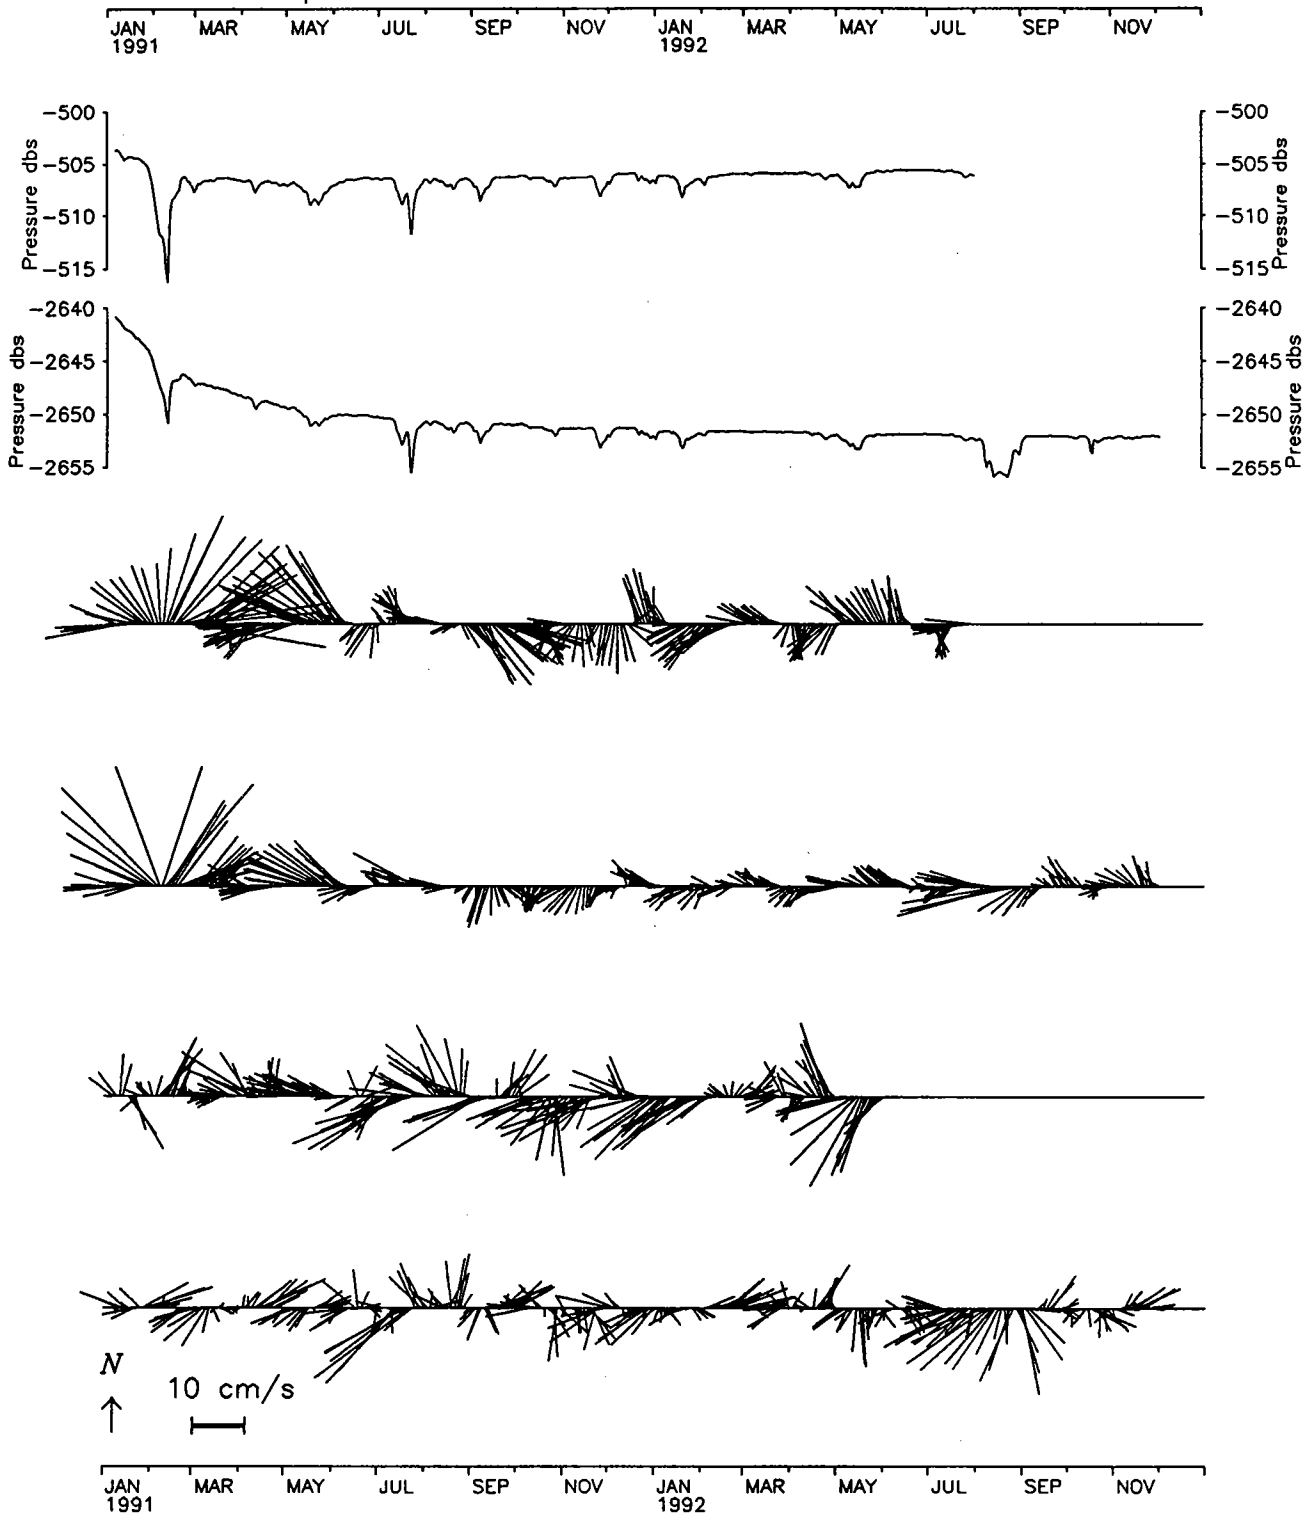 JAN MAR MAY JUL SEP NOV JAN MAR MAY JUL SEP NOV
1991 1992
-500 -500
-505 -505
-510 -510
-515 -515
Pressure dbs Pressure dbs
-2640 -2640
-2645 -2645
-2650 -2650
-2655 -2655
Pressure dbs Pressure dbs
N
10 cm/s
JAN MAR MAY JUL SEP NOV JAN MAR MAY JUL SEP NOV
1991 1992